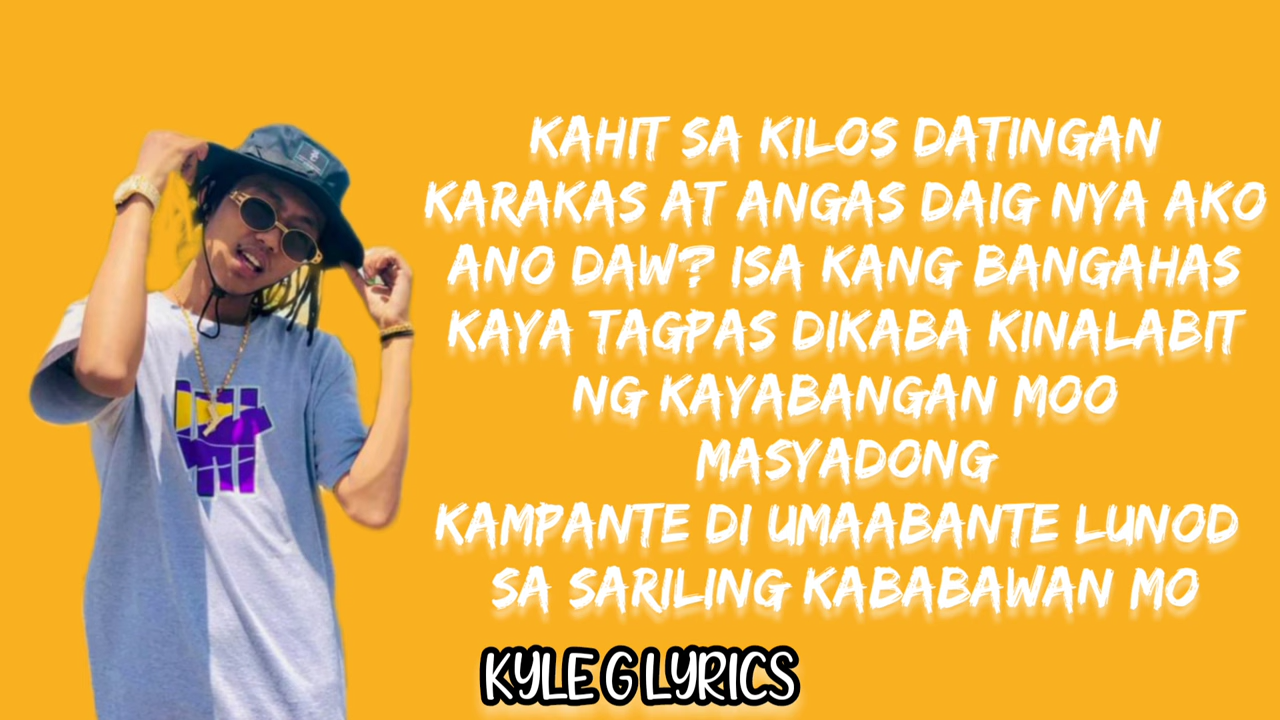 KAHIT SA KILOS DATINGAN
KARAKAS AT ANGAS DAIG NYA AKO
ANO DAW? ISA KANG BANGAHAS
KAYA TAGPAS DIKABA KINALABIT
NG KAYABANGAN MOO
MASYADONG
KAMPANTE DI UMAABANTE LUNOD
SA SARILING KABABAWAN MO
KYLE G LYRICS